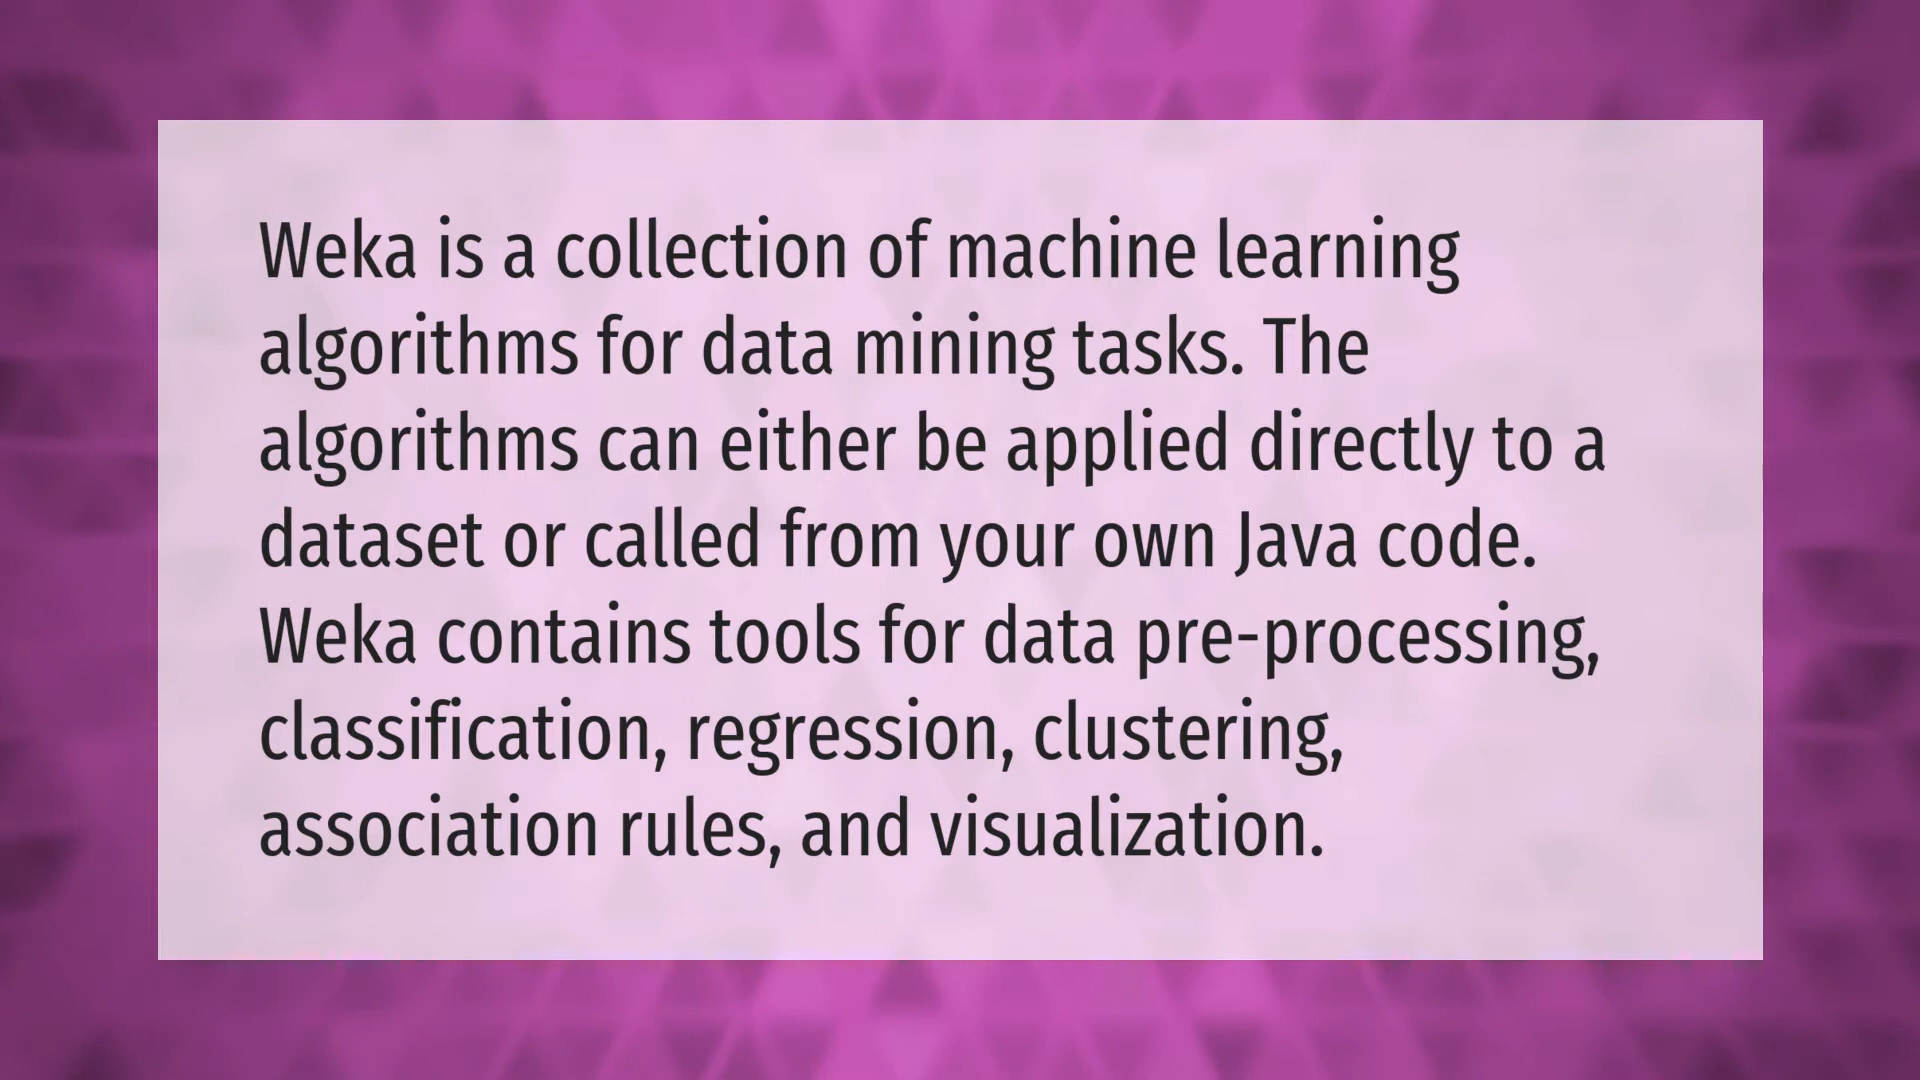 Weka is a collection of machine learning
algorithms for data mining tasks. The
algorithms can either be applied directly to a
dataset or called from your own Java code.
Weka contains tools for data pre-processing,
classification, regression, clustering,
association rules, and visualization.